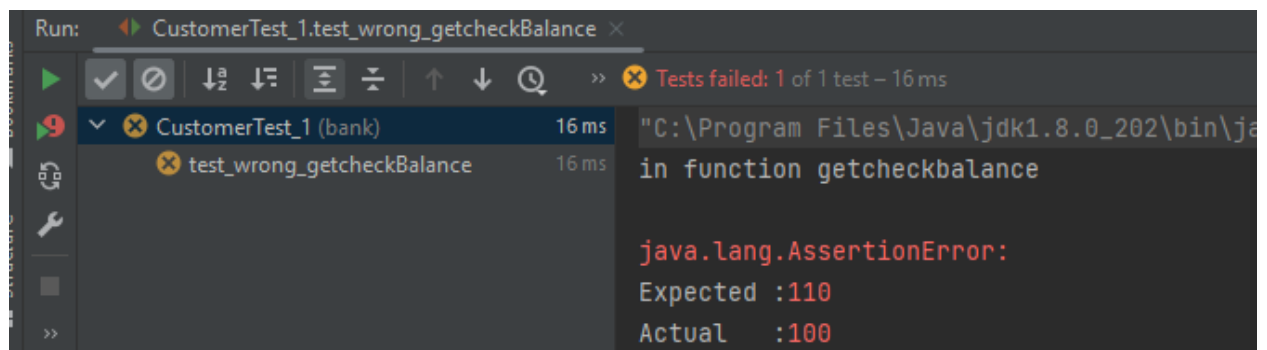 Run: CustomerTest_1.test_wrong_getcheckBalance
Tests failed: 1 of 1 test – 16 ms
CustomerTest_1 (bank) 16 ms
test_wrong_getcheckBalance 16 ms
"C:\Program Files\Java\jdk1.8.0_202\bin\ja
in function getcheckbalance
java.lang.AssertionError:
Expected :110
Actual :100